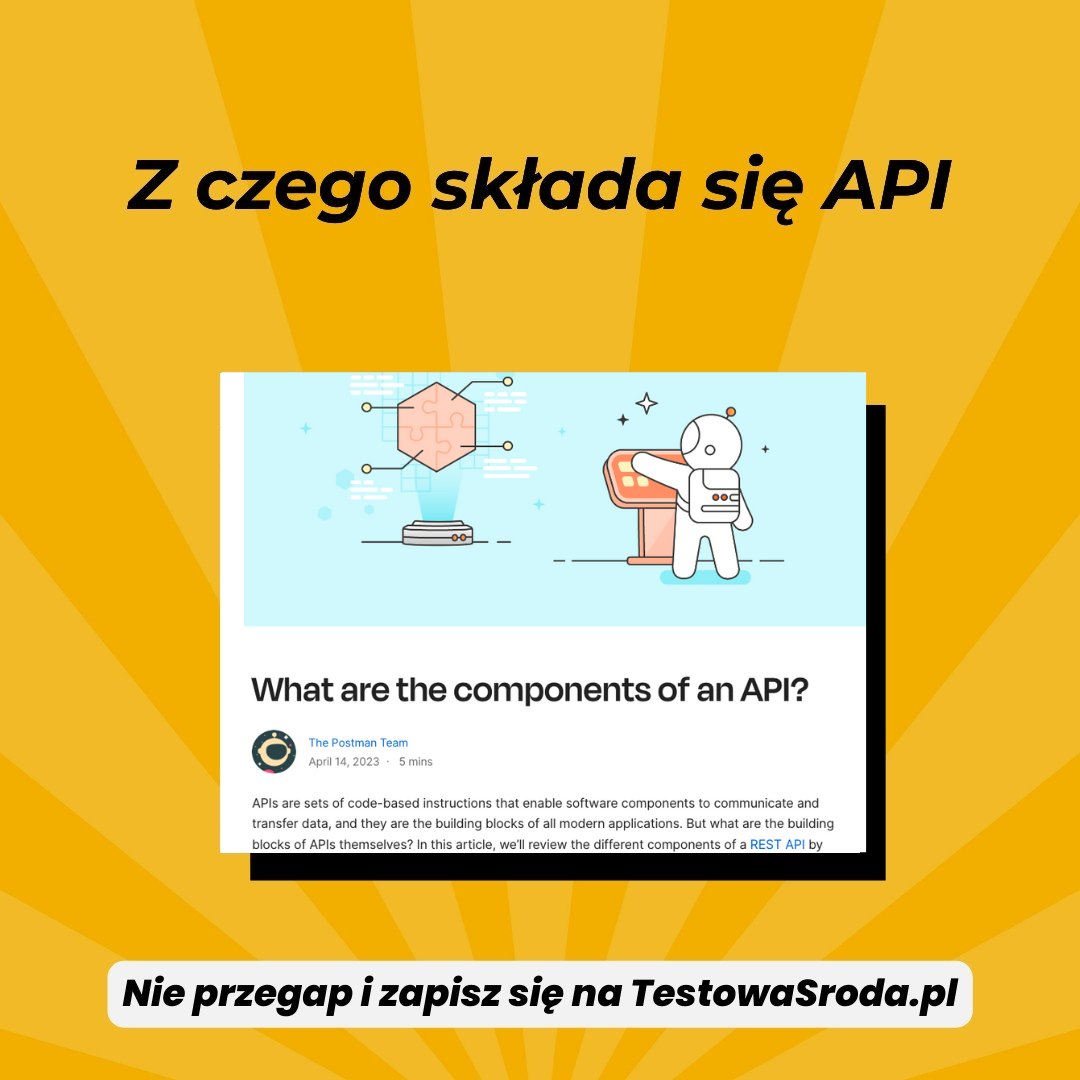 Z czego składa się API
What are the components of an API?
The Postman Team
April 14, 2023 · 5 mins
APIs are sets of code-based instructions that enable software components to communicate and
transfer data, and they are the building blocks of all modern applications. But what are the building
blocks of APIs themselves? In this article, we'll review the different components of a REST API by
Nie przegap i zapisz się na TestowaSroda.pl